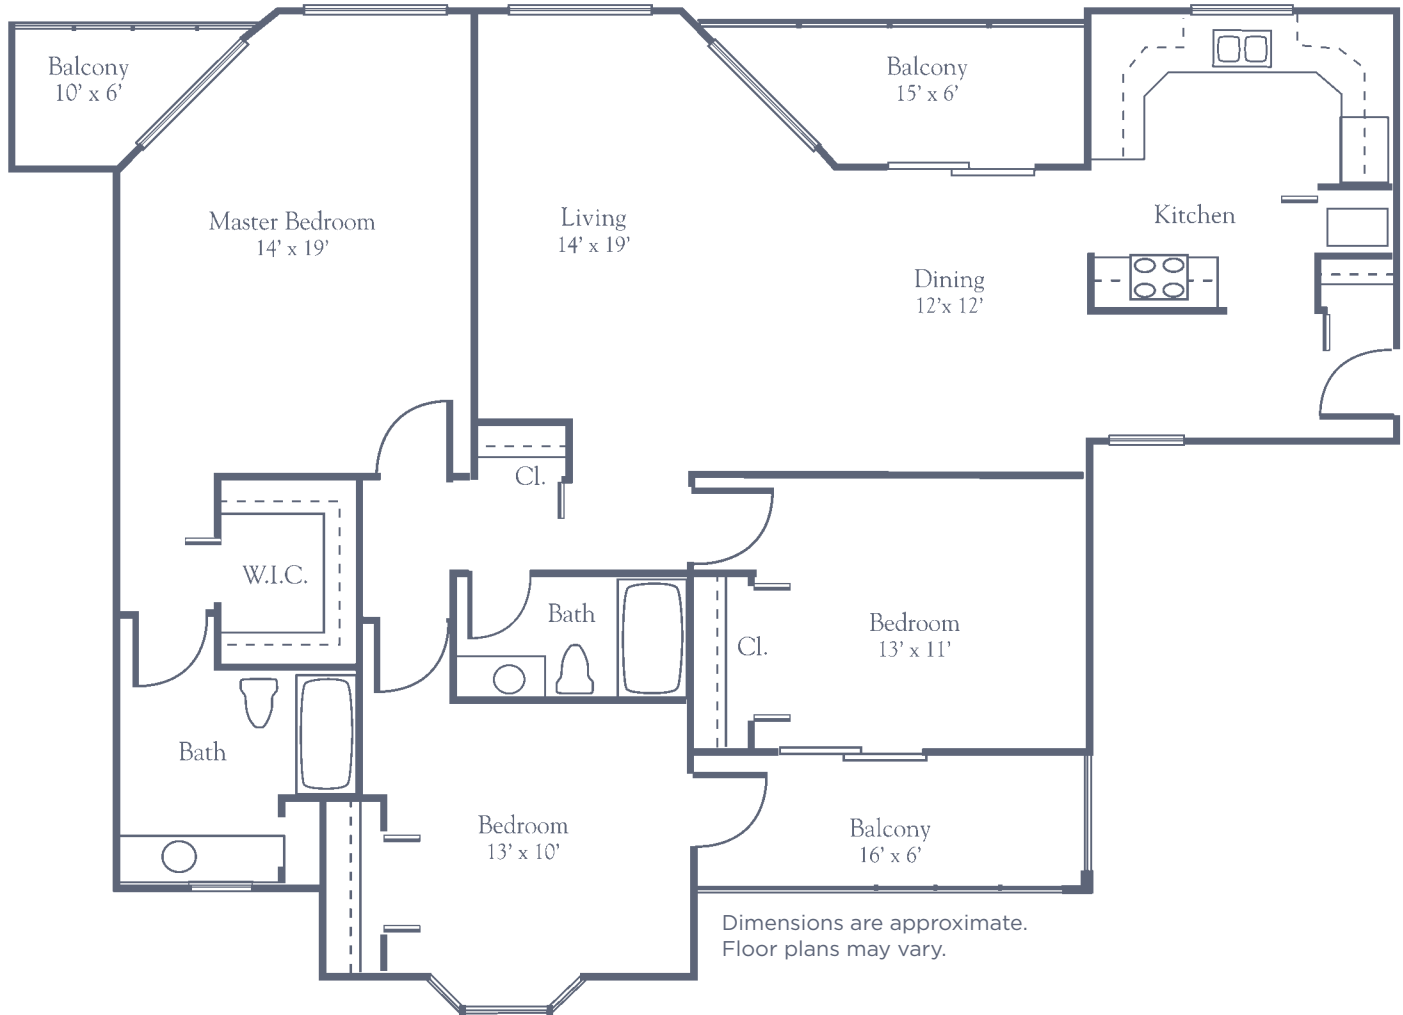 Balcony
10’ x 6’
Balcony
15’ x 6’
Master Bedroom
14’ x 19’
Living
14’ x 19’
Kitchen
Dining
12’x 12’
Cl.
W.I.C.
Bath
Cl.
Bedroom
13’ x 11’
Bath
Bedroom
13’ x 10’
Balcony
16’ x 6’
Dimensions are approximate.
Floor plans may vary.